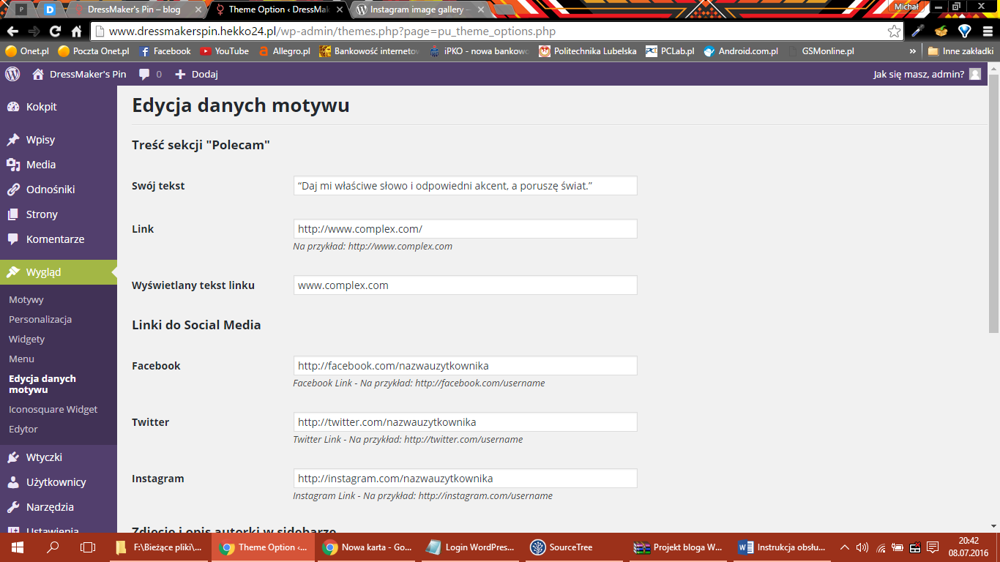 P
D
DressMaker's Pin – blog
Theme Option ‹ DressMak
Instagram image gallery –
Michał
www.dressmakerspin.hekko24.pl/wp-admin/themes.php?page=pu_theme_options.php
Onet.pl
Poczta Onet.pl
Facebook
YouTube
Allegro.pl
Bankowość internetow
iPKO - nowa bankowo
Politechnika Lubelska
PCLab.pl
Android.com.pl
GSMonline.pl
»
Inne zakładki
DressMaker's Pin
0
Dodaj
Jak się masz, admin?
Kokpit
Wpisy
Media
Odnośniki
Strony
Komentarze
Wygląd
Motywy
Personalizacja
Widgety
Menu
Edycja danych
motywu
Iconosquare Widget
Edytor
Wtyczki
Użytkownicy
Narzędzia
Ustawienia
Edycja danych motywu
Treść sekcji "Polecam"
Swój tekst
“Daj mi właściwe słowo i odpowiedni akcent, a poruszę świat.”
Link
http://www.complex.com/
Na przykład: http://www.complex.com
Wyświetlany tekst linku
www.complex.com
Linki do Social Media
Facebook
http://facebook.com/nazwauzytkownika
Facebook Link - Na przykład: http://facebook.com/username
Twitter
http://twitter.com/nazwauzytkownika
Twitter Link - Na przykład: http://twitter.com/username
Instagram
http://instagram.com/nazwauzytkownika
Instagram Link - Na przykład: http://instagram.com/username
Zdjęcie i opis autorki w sidebarze
F:\Bieżące pliki\...
Theme Option ‹...
Nowa karta - Go...
Login WordPres...
SourceTree
Projekt bloga W...
Instrukcja obsłu...
20:42
08.07.2016